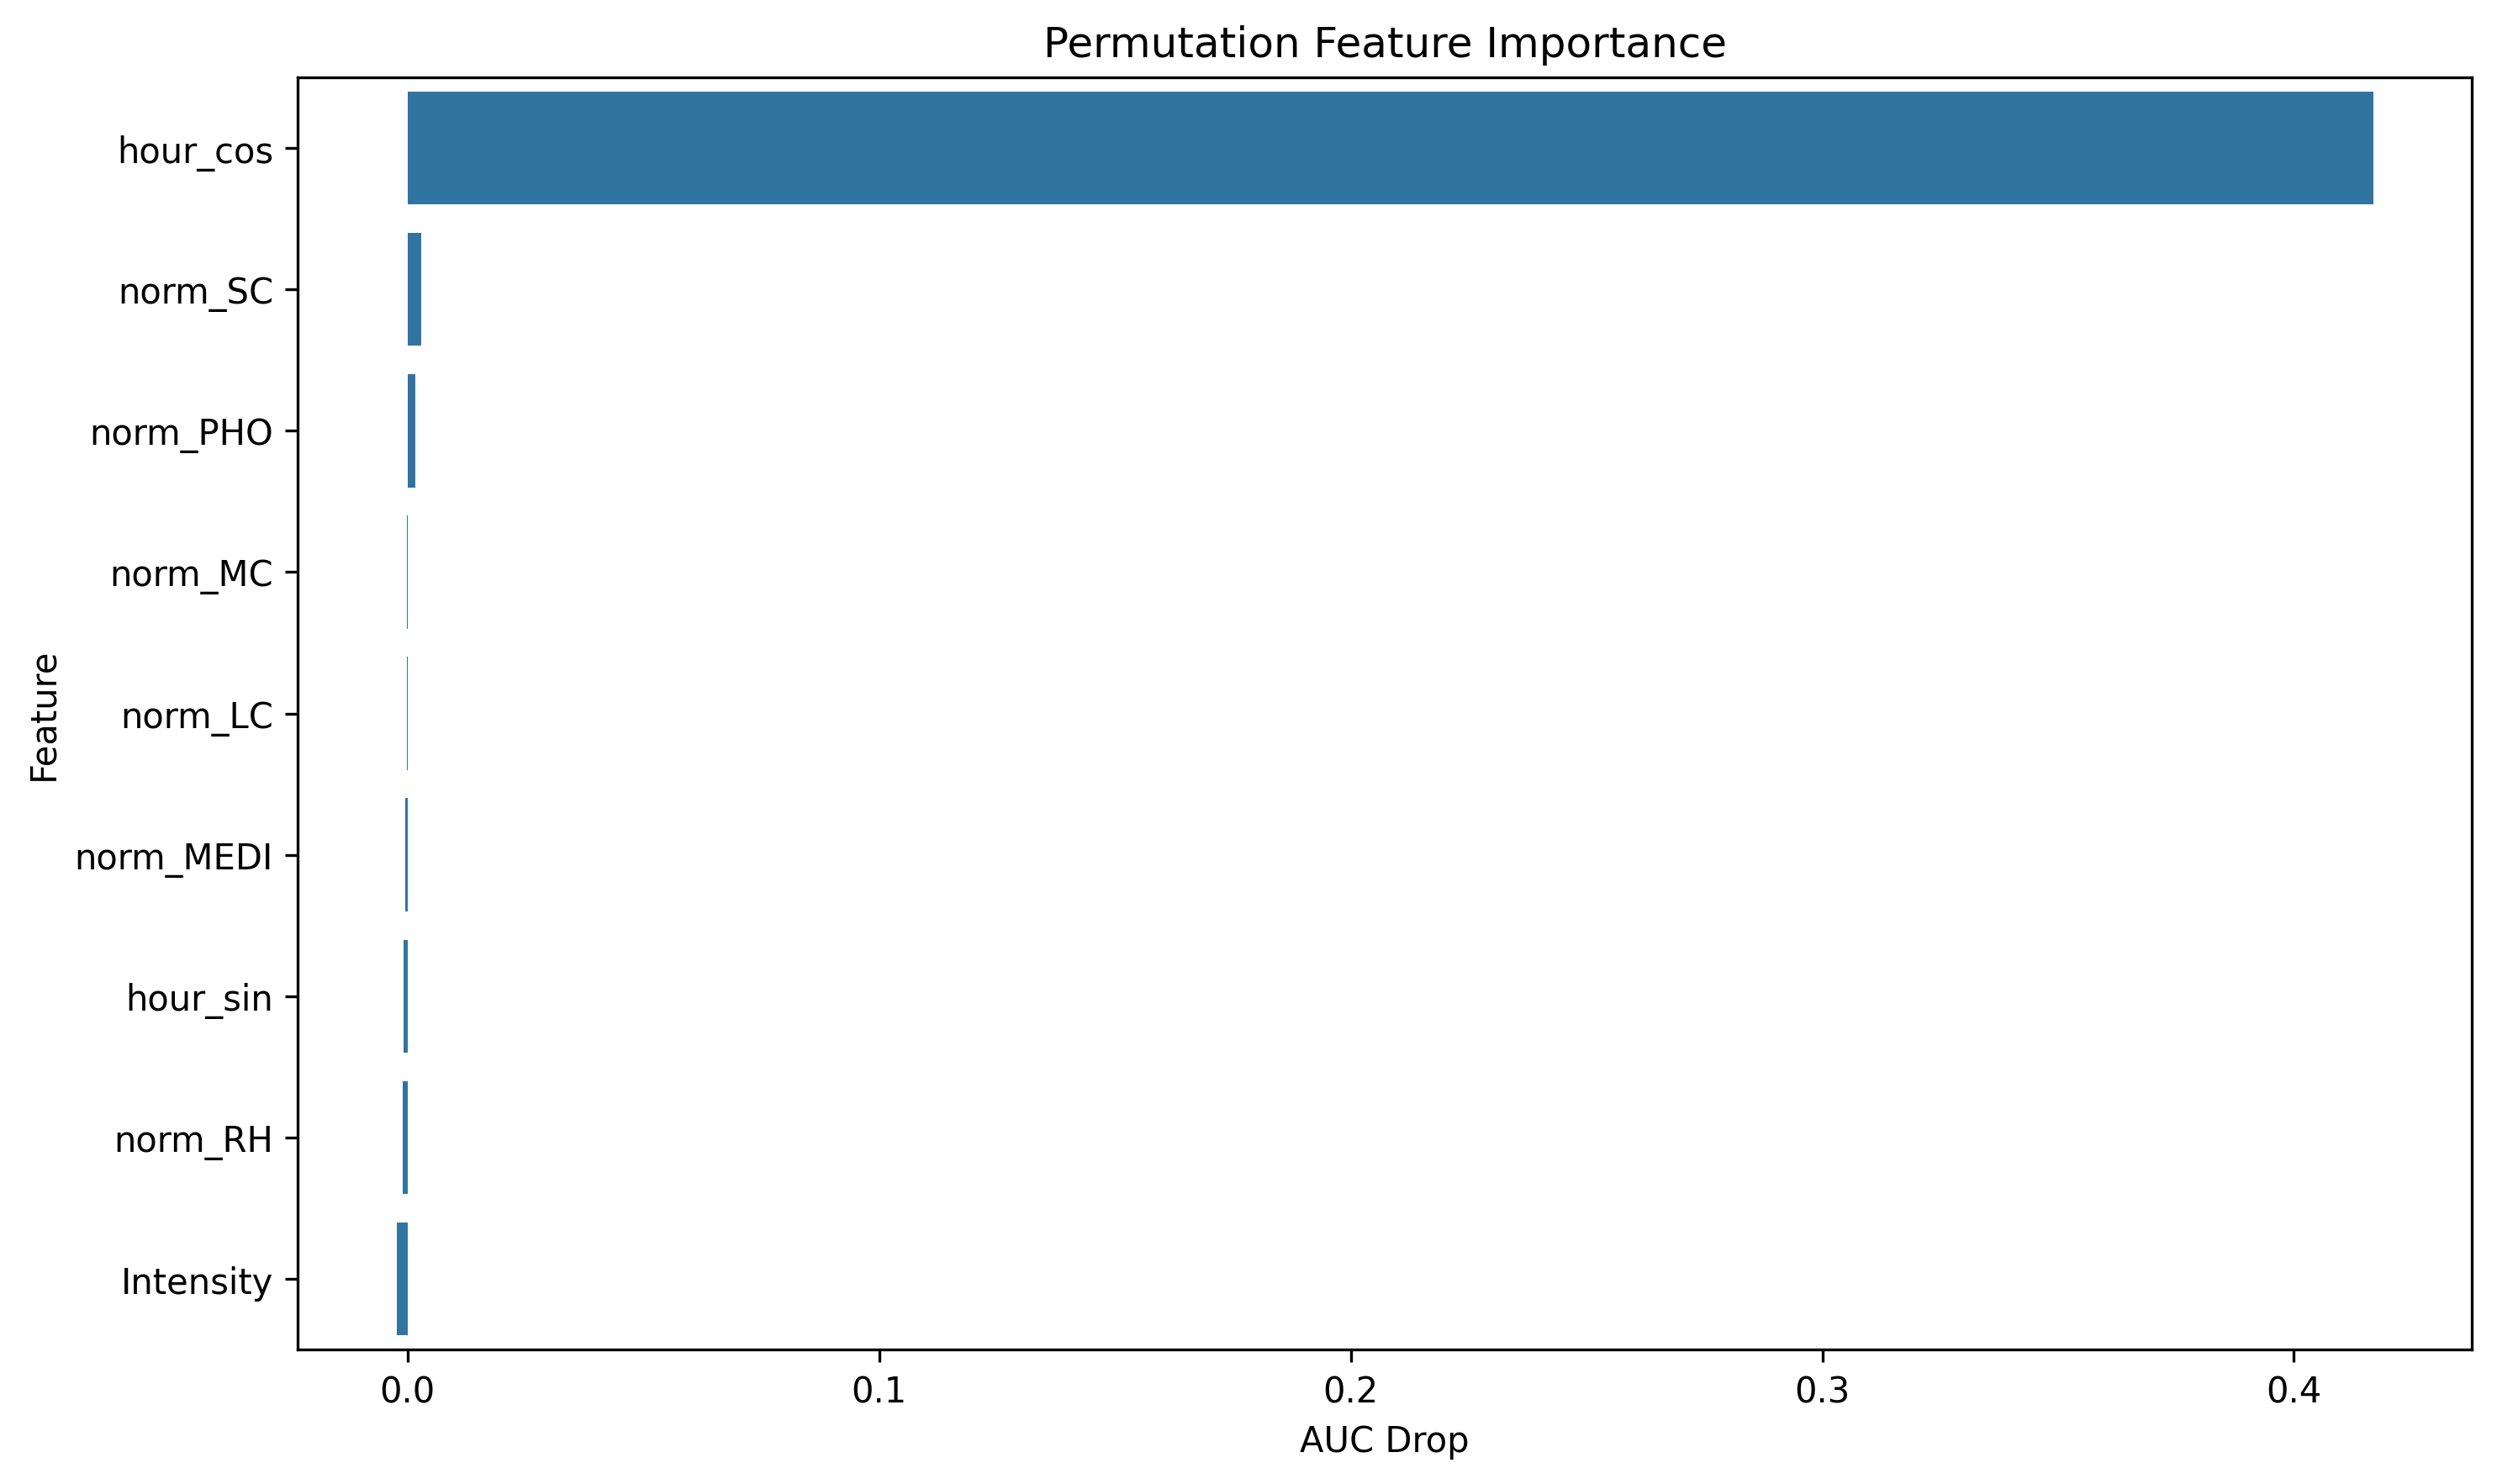 Permutation Feature Importance
hour_cos
norm_SC
norm_PHO
norm_MC
norm_LC
norm_MEDI
hour_sin
norm_RH
Intensity
Feature
0.0 0.1 0.2 0.3 0.4
AUC Drop